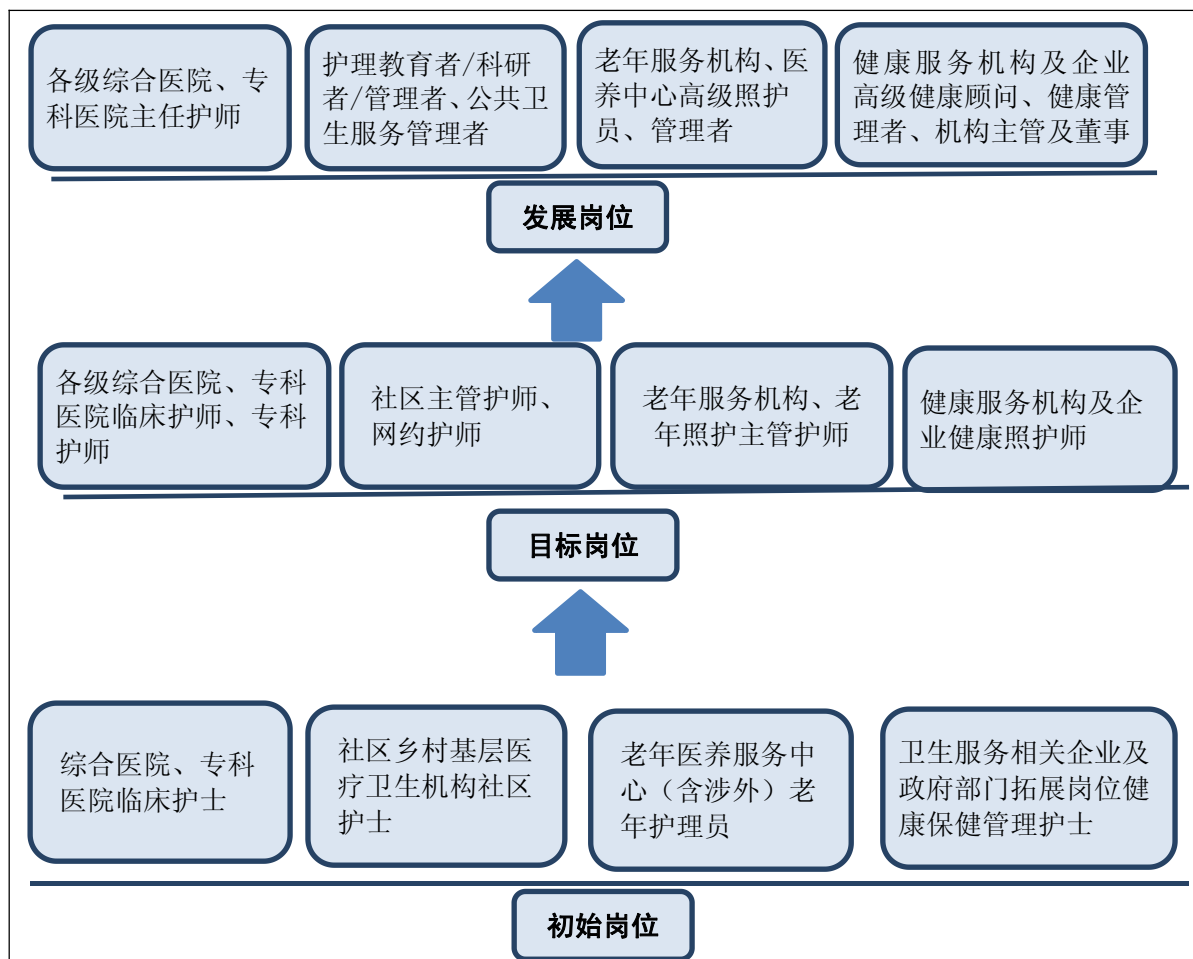 各级综合医院、专
科医院主任护师
护理教育者/科研
者/管理者、公共卫
生服务管理者
老年服务机构、医
养中心高级照护
员、管理者
健康服务机构及企业
高级健康顾问、健康管
理者、机构主管及董事
发展岗位
各级综合医院、专科
医院临床护师、专科
护师
社区主管护师、
网约护师
老年服务机构、老
年照护主管护师
健康服务机构及企
业健康照护师
目标岗位
综合医院、专科
医院临床护士
社区乡村基层医
疗卫生机构社区
护士
老年医养服务中
心（含涉外）老
年护理员
卫生服务相关企业及
政府部门拓展岗位健
康保健管理护士
初始岗位